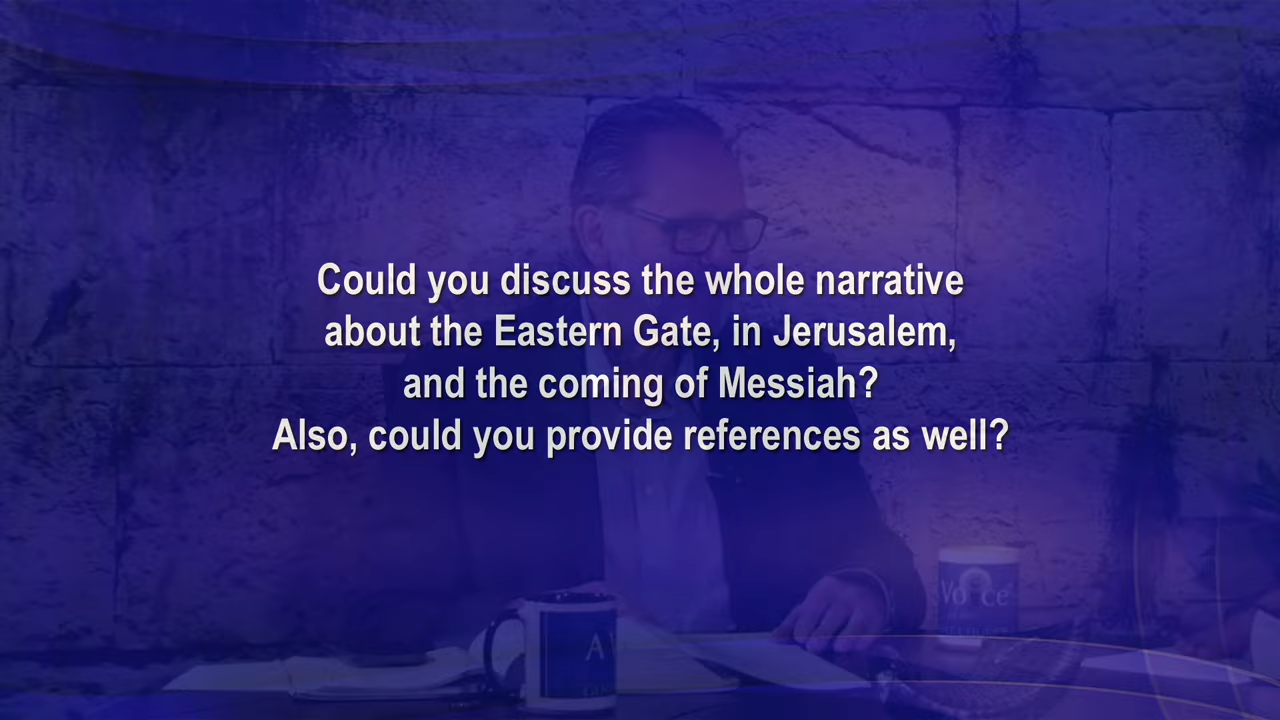 Could you discuss the whole narrative
about the Eastern Gate, in Jerusalem,
and the coming of Messiah?
Also, could you provide references as well?
A